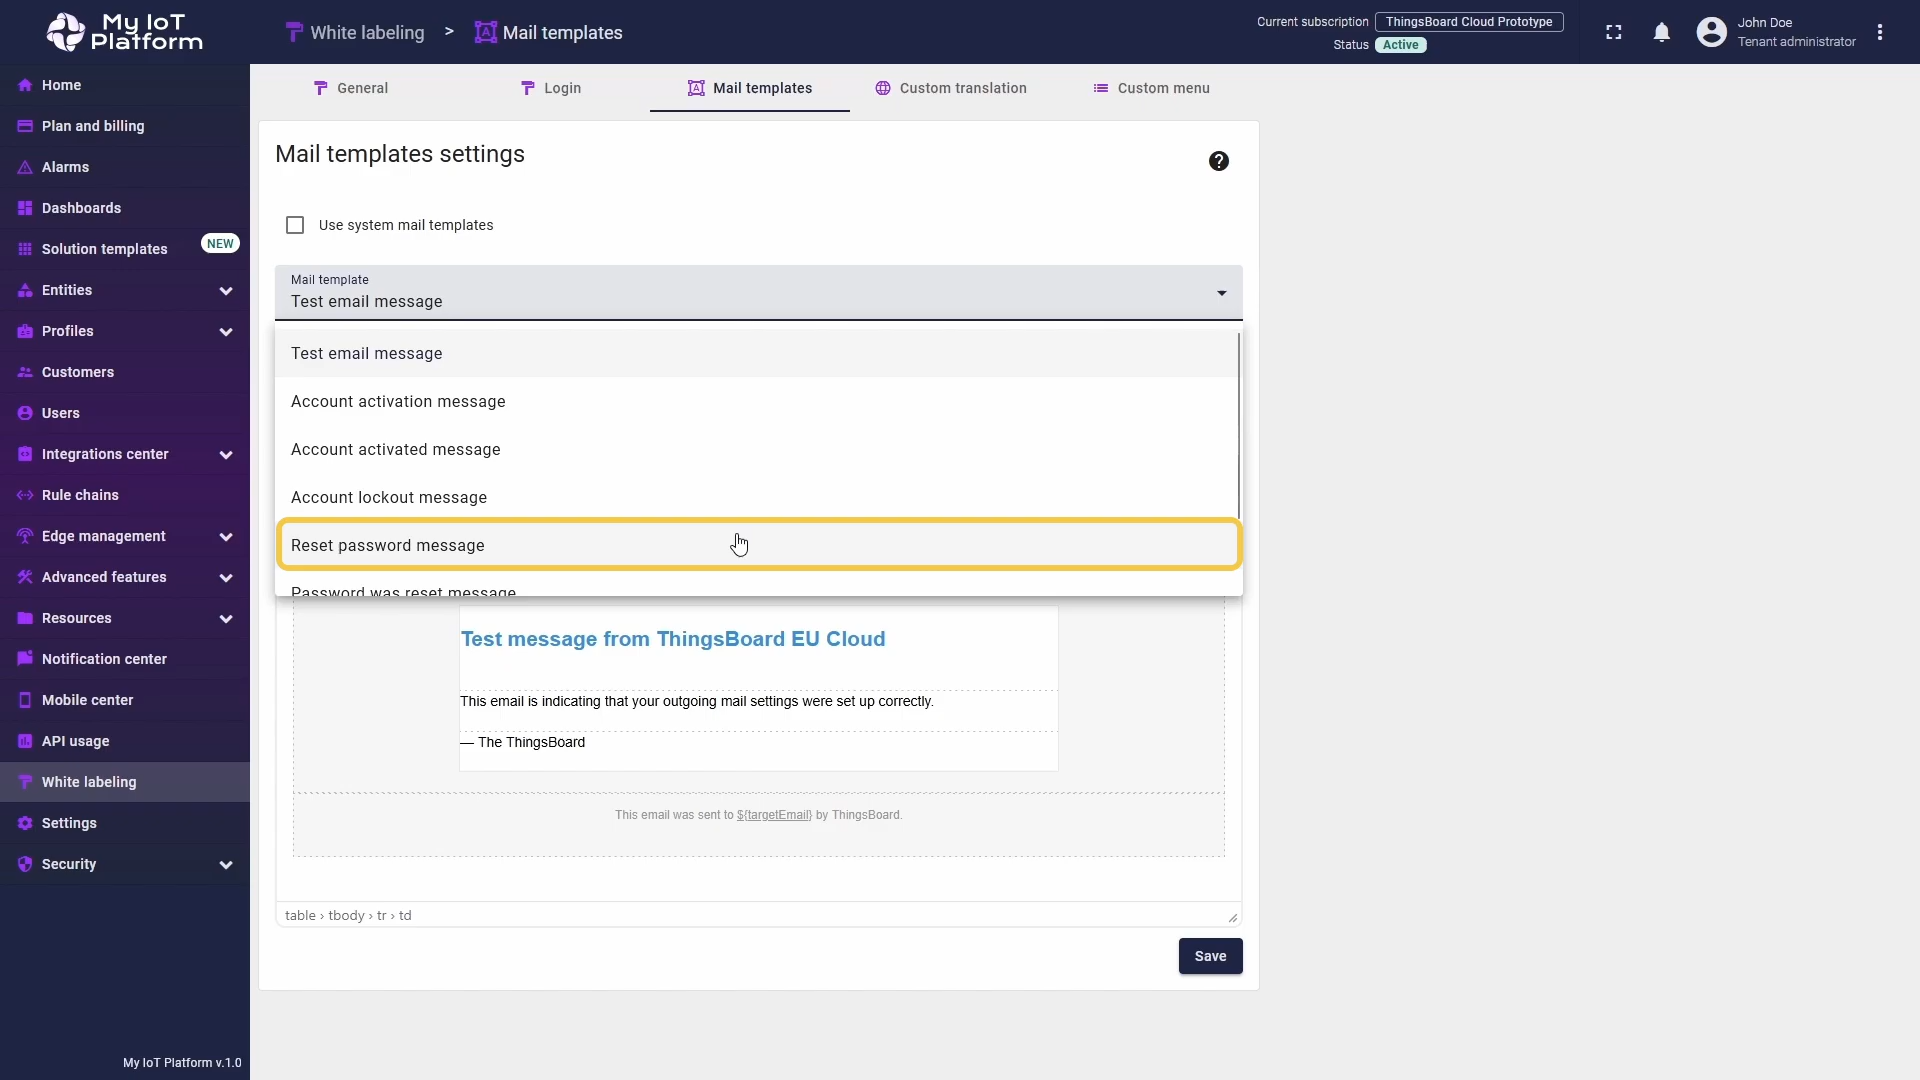 My IoT
Platform
White labeling > Mail templates
Current subscription ThingsBoard Cloud Prototype
Status Active
John Doe
Tenant administrator
Home
Plan and billing
Alarms
Dashboards
Solution templates NEW
Entities
Profiles
Customers
Users
Integrations center
Rule chains
Edge management
Advanced features
Resources
Notification center
Mobile center
API usage
White labeling
Settings
Security
My IoT Platform v.1.0
General Login Mail templates Custom translation Custom menu
Mail templates settings
Use system mail templates
Mail template
Test email message
Test email message
Account activation message
Account activated message
Account lockout message
Reset password message
Password was reset message
Test message from ThingsBoard EU Cloud
This email is indicating that your outgoing mail settings were set up correctly.
— The ThingsBoard
This email was sent to ${targetEmail} by ThingsBoard.
table › tbody › tr › td
Save